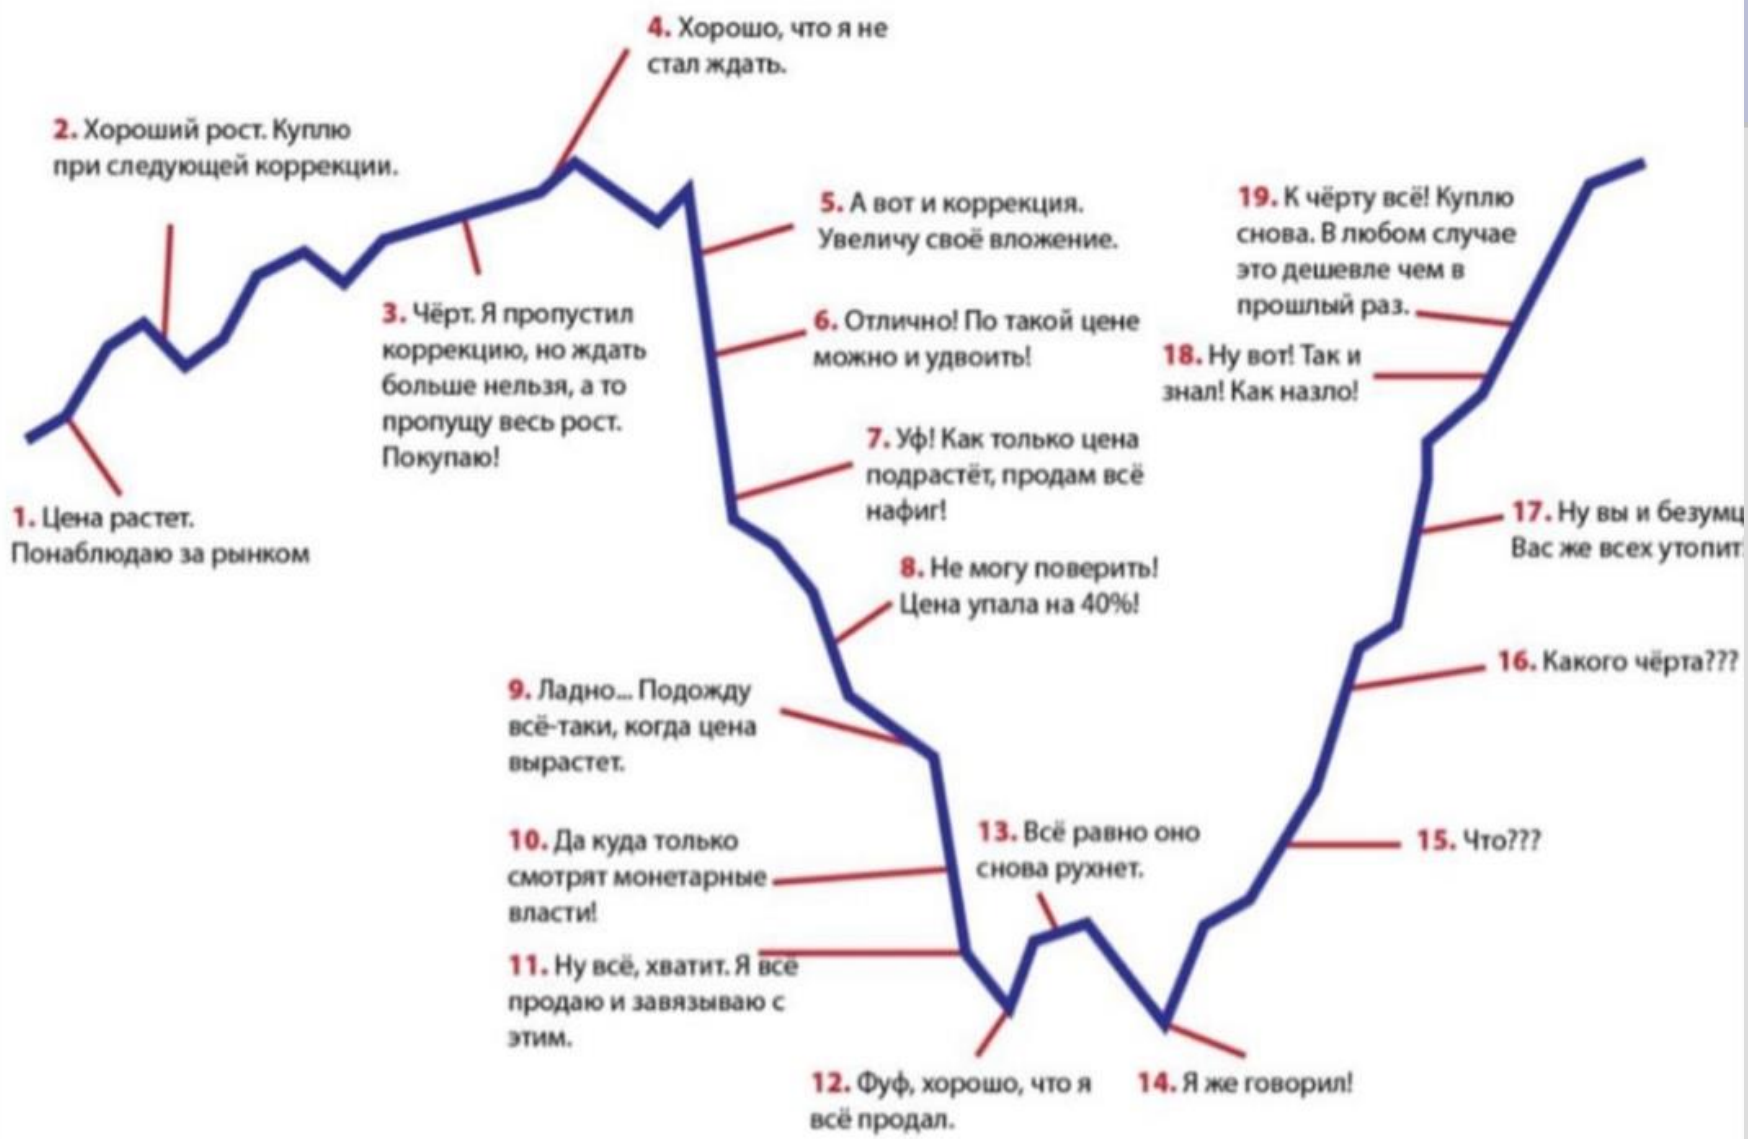 1. Цена растет.
Понаблюдаю за рынком
2. Хороший рост. Куплю
при следующей коррекции.
3. Чёрт. Я пропустил
коррекцию, но ждать
больше нельзя, а то
пропущу весь рост.
Покупаю!
4. Хорошо, что я не
стал ждать.
5. А вот и коррекция.
Увеличу своё вложение.
6. Отлично! По такой цене
можно и удвоить!
7. Уф! Как только цена
подрастёт, продам всё
нафиг!
8. Не могу поверить!
Цена упала на 40%!
9. Ладно... Подожду
всё-таки, когда цена
вырастет.
10. Да куда только
смотрят монетарные
власти!
11. Ну всё, хватит. Я всё
продаю и завязываю с
этим.
12. Фуф, хорошо, что я
всё продал.
13. Всё равно оно
снова рухнет.
14. Я же говорил!
15. Что???
16. Какого чёрта???
17. Ну вы и безумц
Вас же всех утопит
18. Ну вот! Так и
знал! Как назло!
19. К чёрту всё! Куплю
снова. В любом случае
это дешевле чем в
прошлый раз.